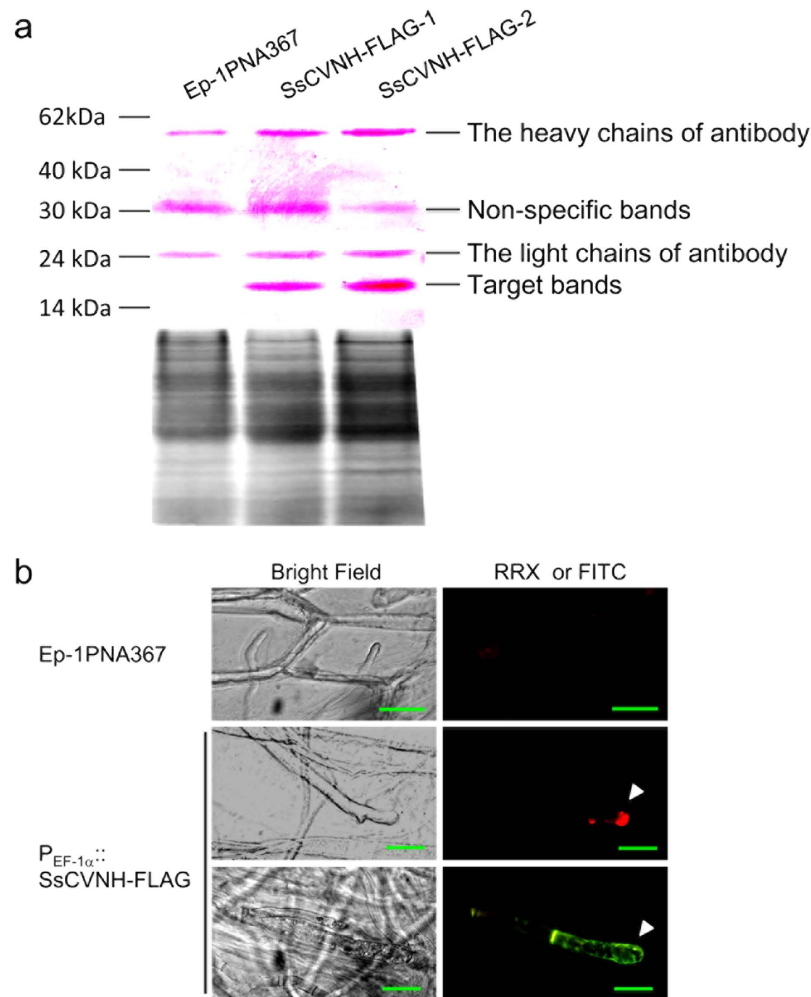 a
Ep-1PNA367
SsCVNH-FLAG-1
SsCVNH-FLAG-2
62kDa
The heavy chains of antibody
40 kDa
30 kDa
Non-specific bands
24 kDa
The light chains of antibody
Target bands
14 kDa
b
Bright Field
RRX or FITC
Ep-1PNA367
PEF-1α::
SsCVNH-FLAG